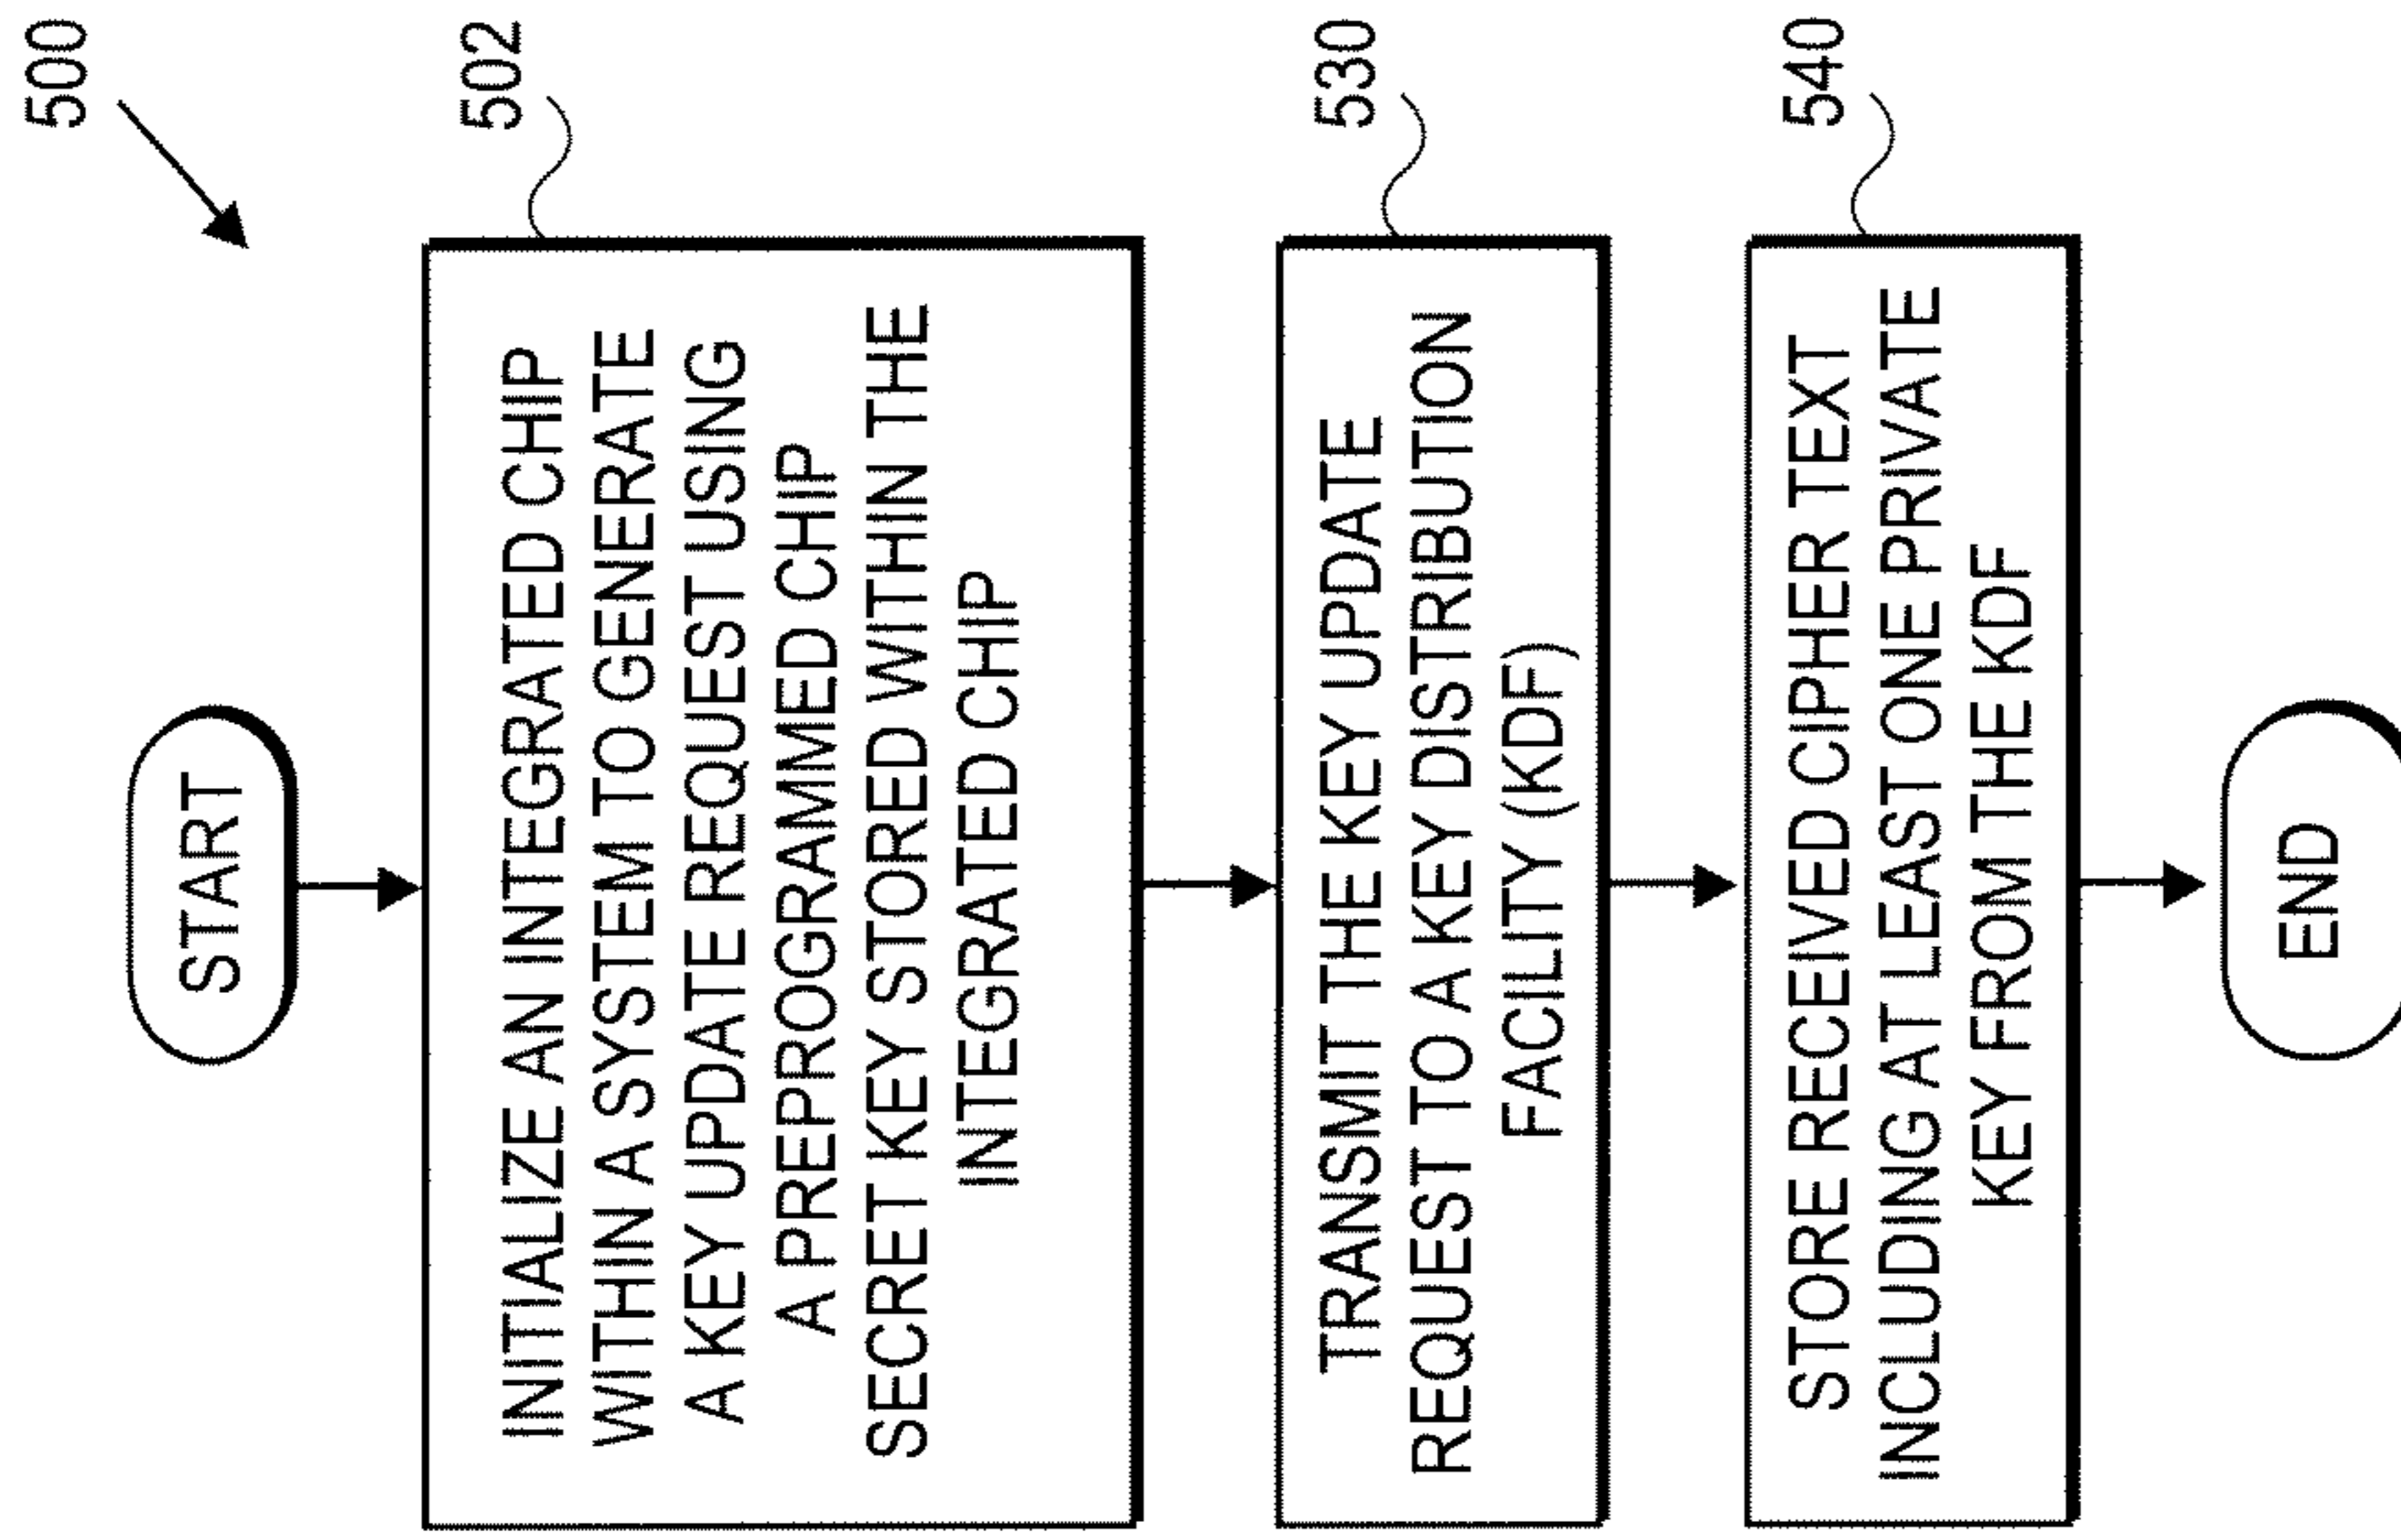 500
START
502
INITIALIZE AN INTEGRATED CHIP
WITHIN A SYSTEM TO GENERATE
A KEY UPDATE REQUEST USING
A PREPROGRAMMED CHIP
SECRET KEY STORED WITHIN THE
INTEGRATED CHIP
530
TRANSMIT THE KEY UPDATE
REQUEST TO A KEY DISTRIBUTION
FACILITY (KDF)
540
STORE RECEIVED CIPHER TEXT
INCLUDING AT LEAST ONE PRIVATE
KEY FROM THE KDF
END